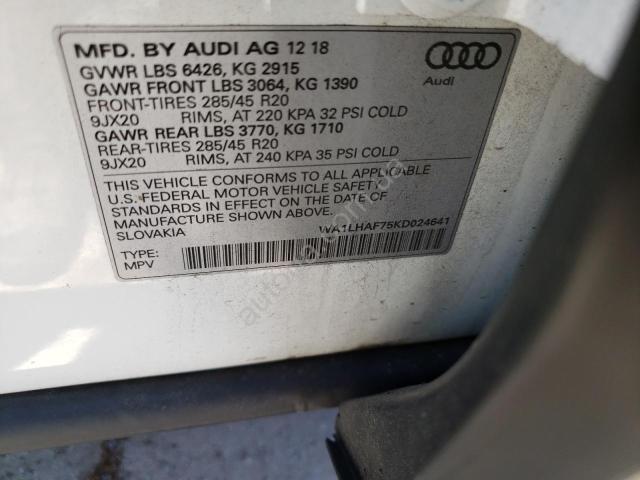 MFD. BY AUDI AG 12 18
GVWR LBS 6426, KG 2915
GAWR FRONT LBS 3064, KG 1390
FRONT-TIRES 285/45 R20
9JX20 RIMS, AT 220 KPA 32 PSI COLD
GAWR REAR LBS 3770, KG 1710
REAR-TIRES 285/45 R20
9JX20 RIMS, AT 240 KPA 35 PSI COLD
Audi
THIS VEHICLE CONFORMS TO ALL APPLICABLE
U.S. FEDERAL MOTOR VEHICLE SAFETY
STANDARDS IN EFFECT ON THE DATE OF
MANUFACTURE SHOWN ABOVE.
SLOVAKIA WA1LHAF75KD024641
TYPE:
MPV